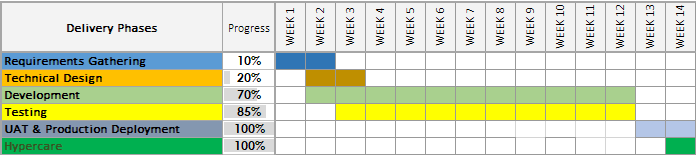 Delivery Phases Progress WEEK 1 WEEK 2 WEEK 3 WEEK 4 WEEK 5 WEEK 6 WEEK 7 WEEK 8 WEEK 9 WEEK 10 WEEK 11 WEEK 12 WEEK 13 WEEK 14
Requirements Gathering 10%
Technical Design 20%
Development 70%
Testing 85%
UAT & Production Deployment 100%
Hypercare 100%